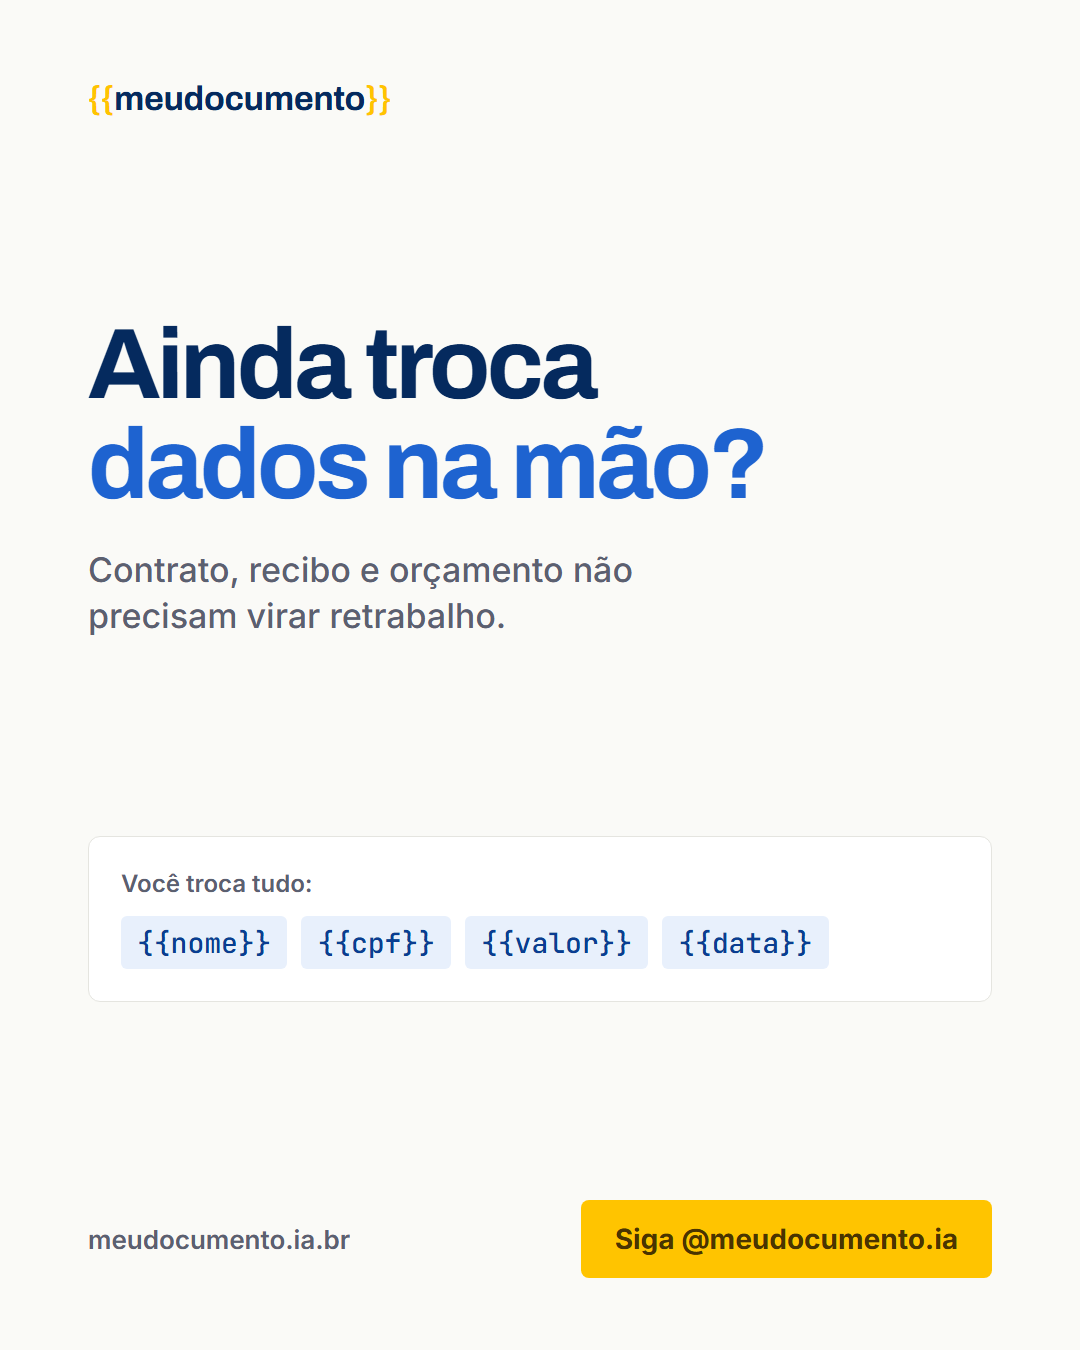 {{meudocumento}}
Ainda troca
dados na mão?
Contrato, recibo e orçamento não
precisam virar retrabalho.
Você troca tudo:
{{nome}} {{cpf}} {{valor}} {{data}}
meudocumento.ia.br
Siga @meudocumento.ia